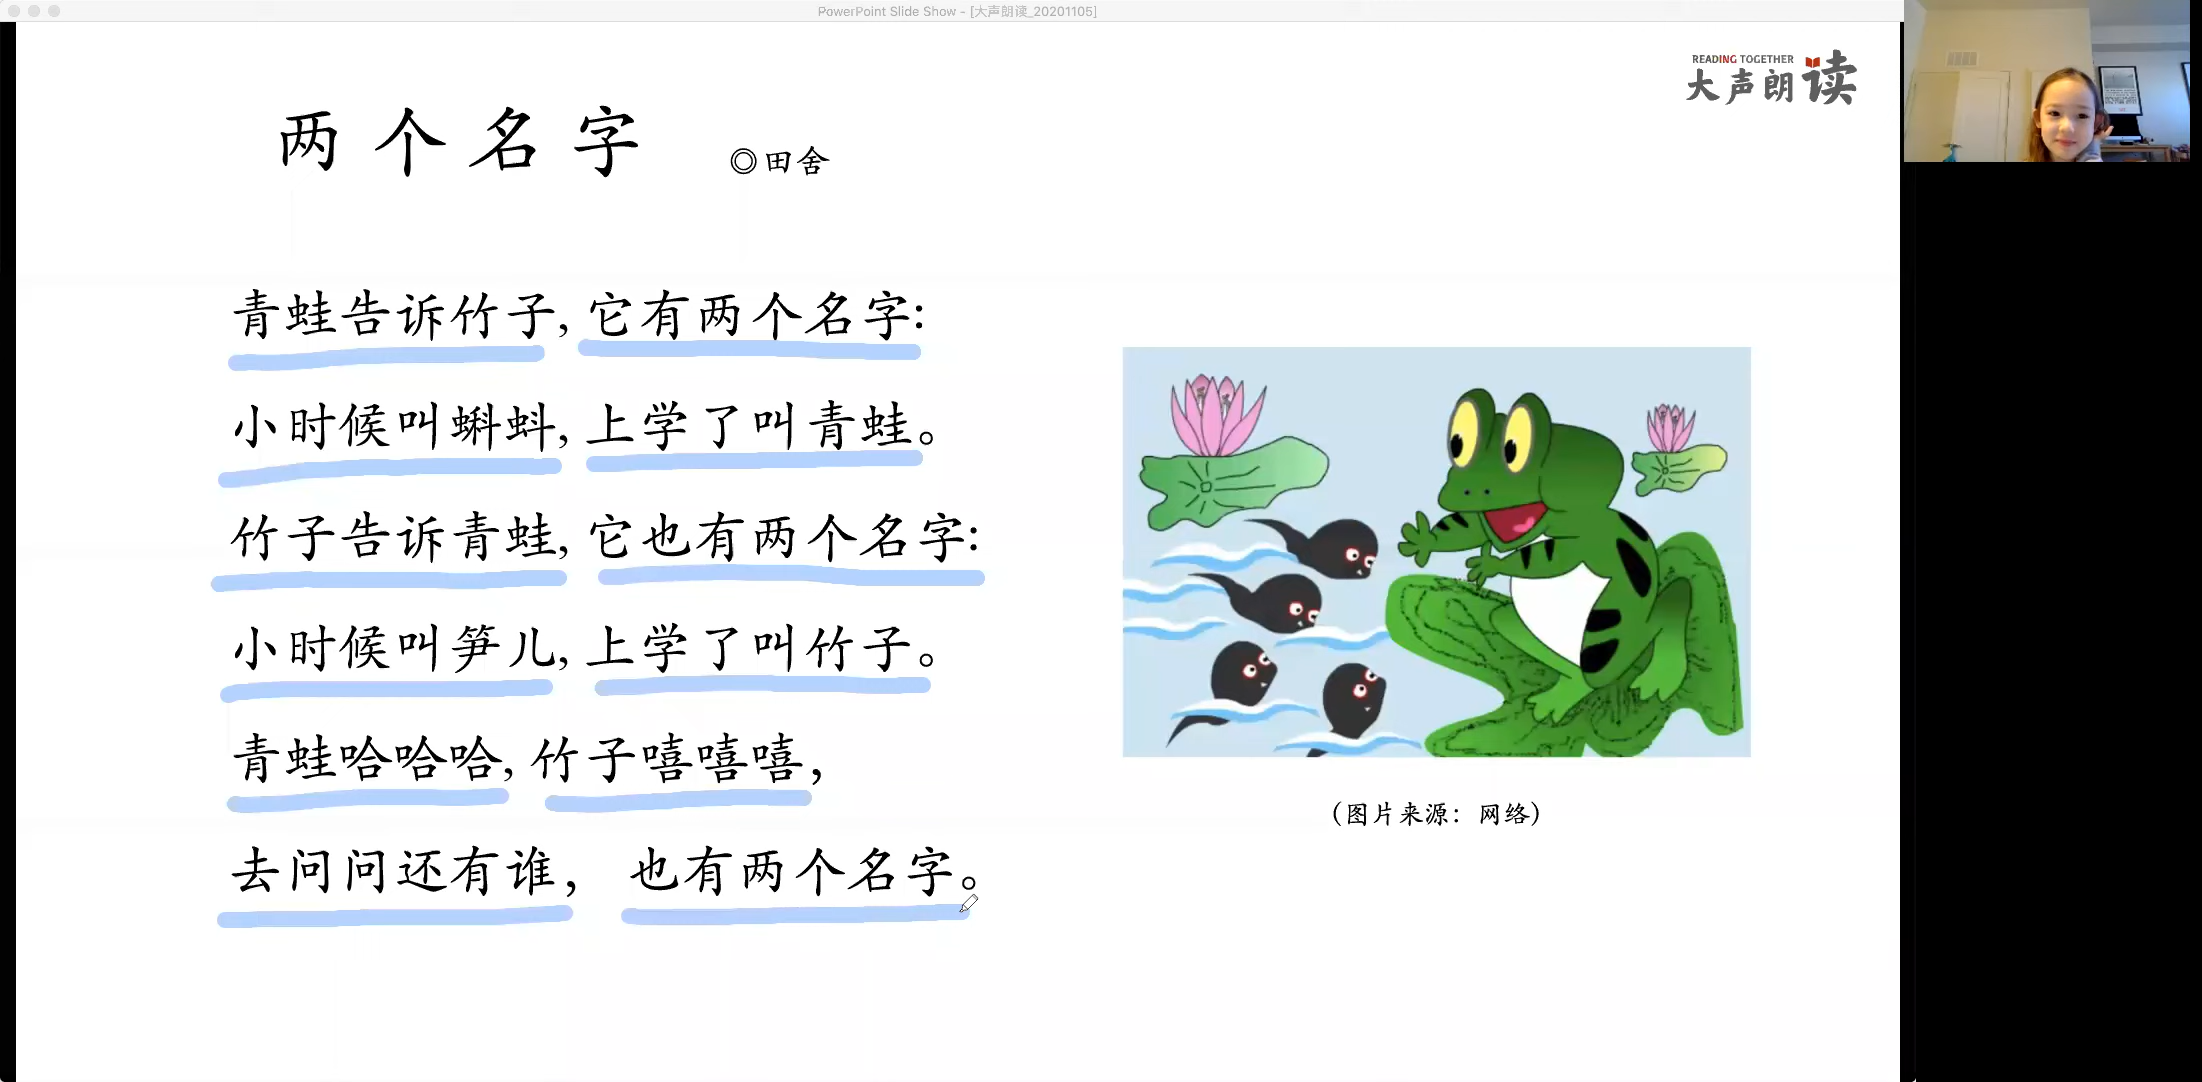 PowerPoint Slide Show - [大声朗读_20201105]
READING TOGETHER
大声朗读
两个名字 ◎田舍
青蛙告诉竹子，它有两个名字：
小时候叫蝌蚪，上学了叫青蛙。
竹子告诉青蛙，它也有两个名字：
小时候叫笋儿，上学了叫竹子。
青蛙哈哈哈，竹子嘻嘻嘻，
去问问还有谁， 也有两个名字。
（图片来源：网络）